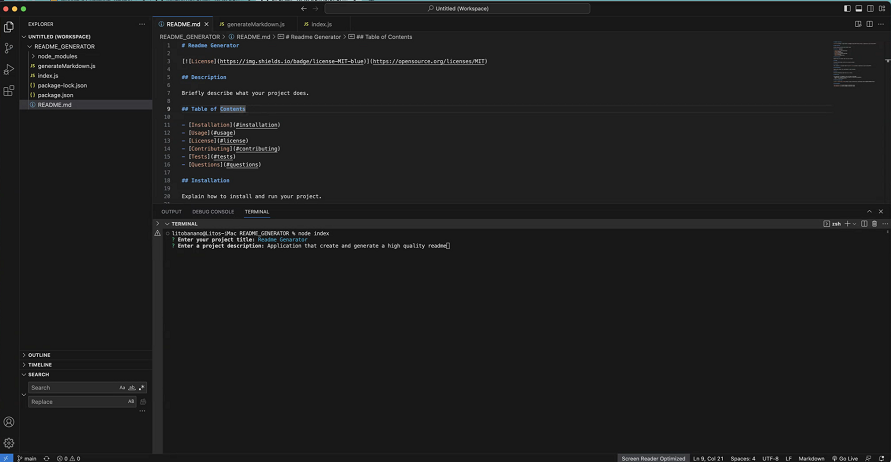 Untitled (Workspace)
EXPLORER
UNTITLED (WORKSPACE)
README_GENERATOR
node_modules
JS generateMarkdown.js
JS index.js
package-lock.json
package.json
README.md
OUTLINE
TIMELINE
SEARCH
Search
Aa ab
Replace
AB
README.md
JS generateMarkdown.js
JS index.js
README_GENERATOR > README.md > # Readme Generator > ## Table of Contents
1 # Readme Generator
2
3 [![License](https://img.shields.io/badge/license-MIT-blue)](https://opensource.org/licenses/MIT)
4
5 ## Description
6
7 Briefly describe what your project does.
8
9 ## Table of Contents
10
11 - [Installation](#installation)
12 - [Usage](#usage)
13 - [License](#license)
14 - [Contributing](#contributing)
15 - [Tests](#tests)
16 - [Questions](#questions)
17
18 ## Installation
19
20 Explain how to install and run your project.
OUTPUT DEBUG CONSOLE TERMINAL
TERMINAL
zsh
litobanano@Litos-iMac README_GENERATOR % node index
? Enter your project title: Readme Genarator
? Enter a project description: Application that create and generate a high quality readme
main
0 0
Screen Reader Optimized Ln 9, Col 21 Spaces: 4 UTF-8 LF Markdown Go Live